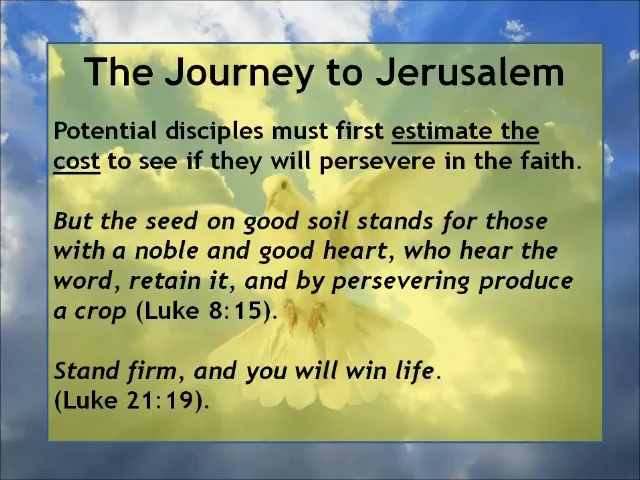 The Journey to Jerusalem
Potential disciples must first estimate the
cost to see if they will persevere in the faith.
But the seed on good soil stands for those
with a noble and good heart, who hear the
word, retain it, and by persevering produce
a crop (Luke 8:15).
Stand firm, and you will win life.
(Luke 21:19).